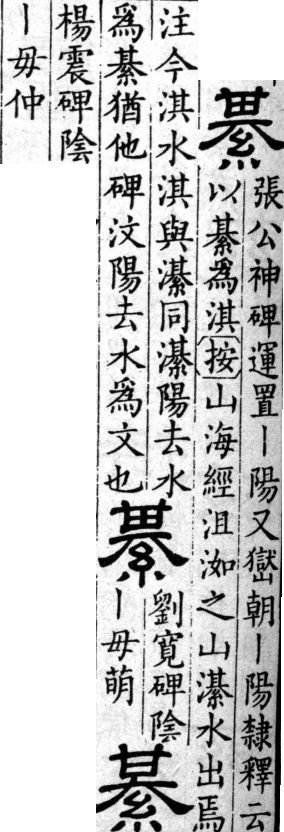 綦
張公神碑運置丨陽又嶽朝丨陽隸釋云
以綦爲淇按山海經沮洳之山濝水出焉
注今淇水淇與濝同濝陽去水
爲綦猶他碑汶陽去水爲文也
綦
劉寬碑陰
丨毋萌
綦
楊震碑陰
丨毋仲